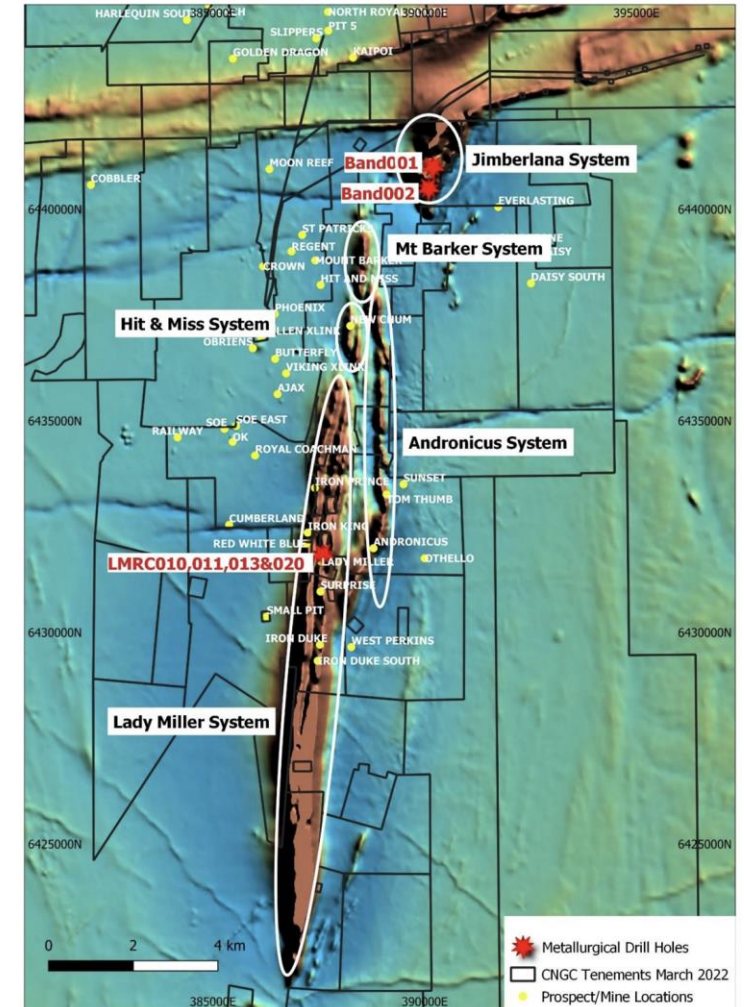 HARLEQUIN SOUTH
385000E
NORTH ROYAL
390000E
395000E
PIT 5
SLIPPERS
GOLDEN DRAGON
KAIPOI
Band001
Jimberlana System
MOON REEF
COBBLER
Band002
EVERLASTING
6440000N
6440000N
ST PATRICKS
REGENT
Mt Barker System
MOUNT BARKER
CROWN
HIT AND MISS
DAISY SOUTH
PHOENIX
Hit & Miss System
NEW CHUM
LLEN XLINK
OBRIENS
BUTTERFLY
VIKING XLINK
AJAX
6435000N
6435000N
SOE
SOE EAST
RAILWAY
OK
Andronicus System
ROYAL COACHMAN
IRON PRINCE
SUNSET
TOM THUMB
CUMBERLAND
IRON KING
RED WHITE BLUE
ANDRONICUS
LMRC010,011,013&020
LADY MILLER
OTHELLO
SURPRISE
SMALL PIT
6430000N
6430000N
IRON DUKE
WEST PERKINS
IRON DUKE SOUTH
Lady Miller System
6425000N
6425000N
0 2 4 km
Metallurgical Drill Holes
CNGC Tenements March 2022
Prospect/Mine Locations
385000E
390000E